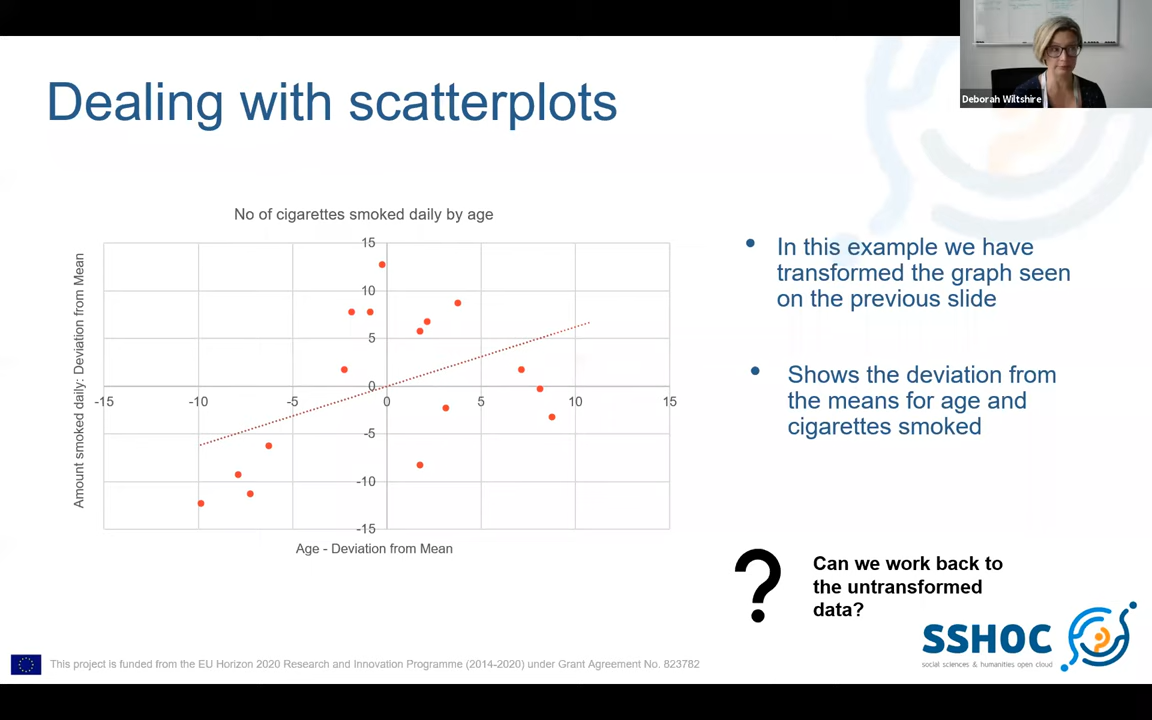 Deborah Wiltshire
Dealing with scatterplots
No of cigarettes smoked daily by age
Amount smoked daily: Deviation from Mean
15
10
5
0
-5
-10
-15
-15 -10 -5 0 5 10 15
Age - Deviation from Mean
In this example we have
transformed the graph seen
on the previous slide
Shows the deviation from
the means for age and
cigarettes smoked
?
Can we work back to
the untransformed
data?
SSHOC
social sciences & humanities open cloud
This project is funded from the EU Horizon 2020 Research and Innovation Programme (2014-2020) under Grant Agreement No. 823782